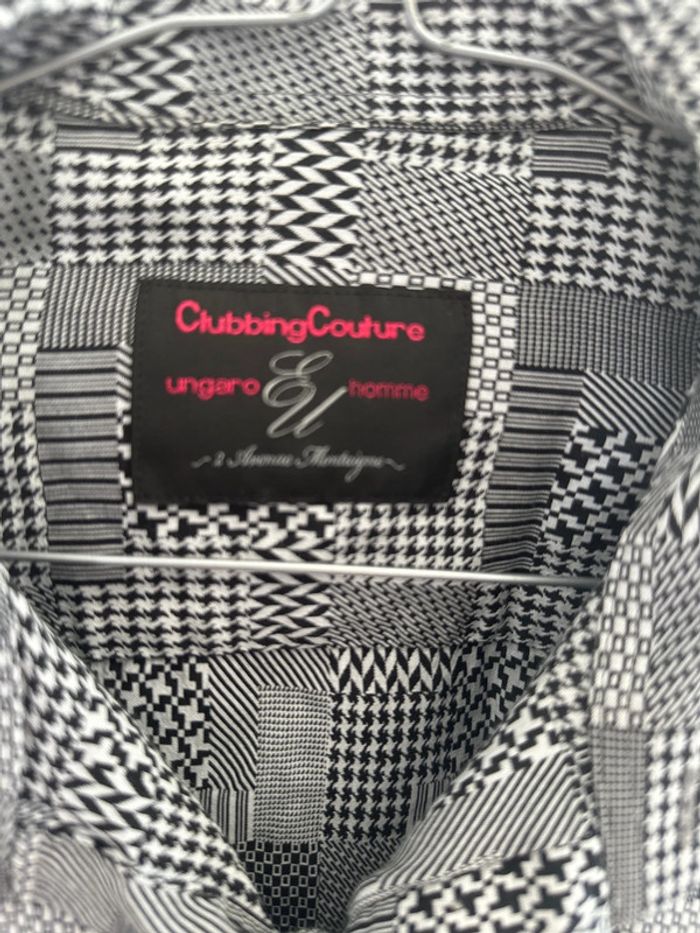 ClubbingCouture
ungaro EU homme
2 Avenue Montaigne